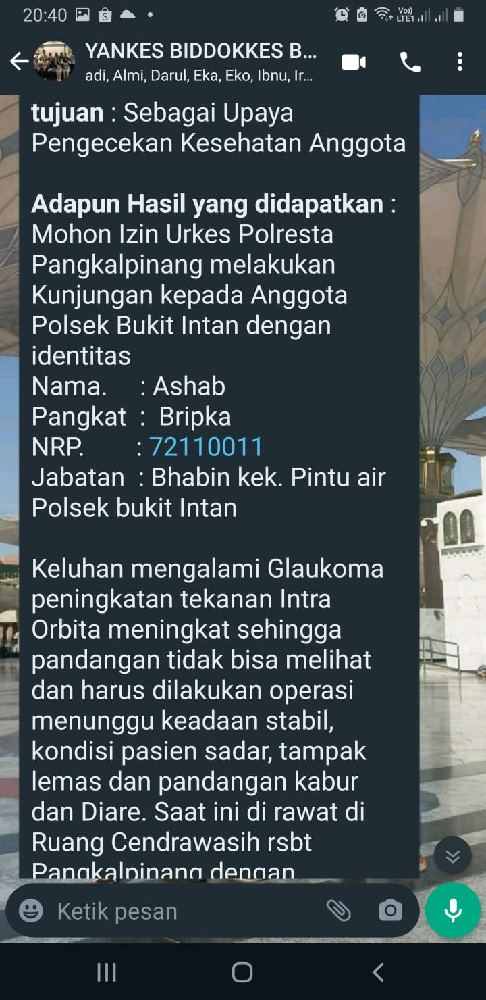 20:40
Vo)
LTE1
YANKES BIDDOKKES B...
adi, Almi, Darul, Eka, Eko, Ibnu, Ir...
tujuan : Sebagai Upaya
Pengecekan Kesehatan Anggota
Adapun Hasil yang didapatkan :
Mohon Izin Urkes Polresta
Pangkalpinang melakukan
Kunjungan kepada Anggota
Polsek Bukit Intan dengan
identitas
Nama. : Ashab
Pangkat : Bripka
NRP. : 72110011
Jabatan : Bhabin kek. Pintu air
Polsek bukit Intan
Keluhan mengalami Glaukoma
peningkatan tekanan Intra
Orbita meningkat sehingga
pandangan tidak bisa melihat
dan harus dilakukan operasi
menunggu keadaan stabil,
kondisi pasien sadar, tampak
lemas dan pandangan kabur
dan Diare. Saat ini di rawat di
Ruang Cendrawasih rsbt
Pangkalpinang dengan
Ketik pesan